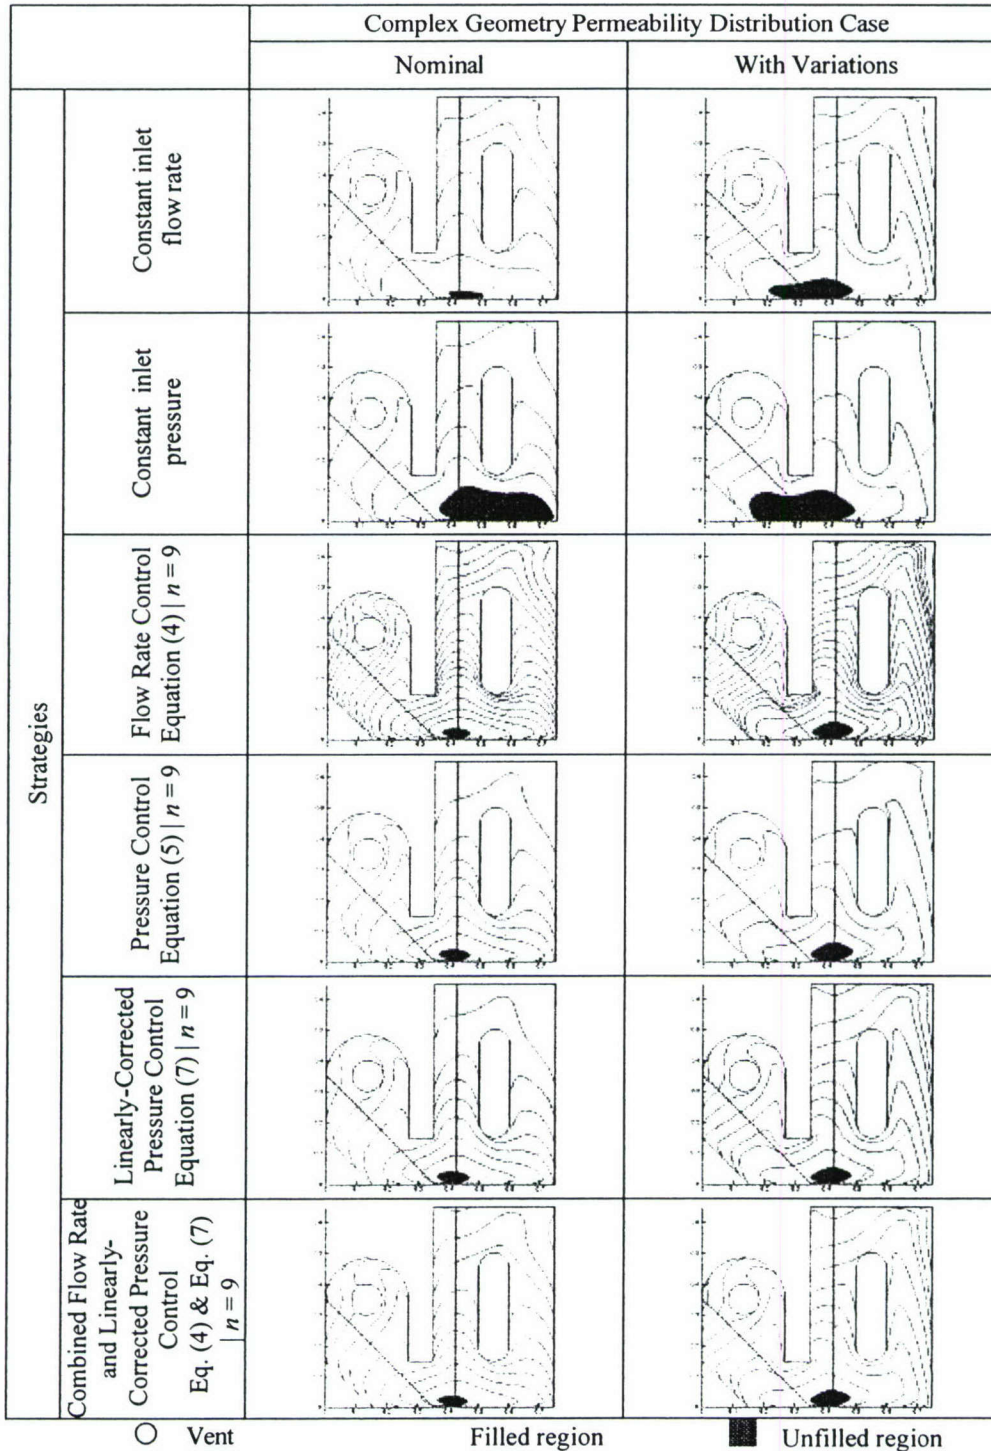 Complex Geometry Permeability Distribution Case
Nominal
With Variations
Strategies
Constant inlet
flow rate
Constant inlet
pressure
Flow Rate Control
Equation (4) | n = 9
Pressure Control
Equation (5) | n = 9
Linearly-Corrected
Pressure Control
Equation (7) | n = 9
Combined Flow Rate
and Linearly-
Corrected Pressure
Control
Eq. (4) & Eq. (7)
| n = 9
Vent
Filled region
Unfilled region